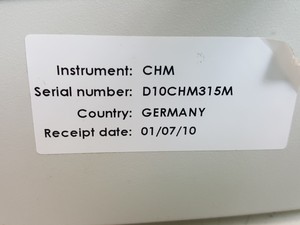 Instrument: CHM
Serial number: D10CHM315M
Country: GERMANY
Receipt date: 01/07/10